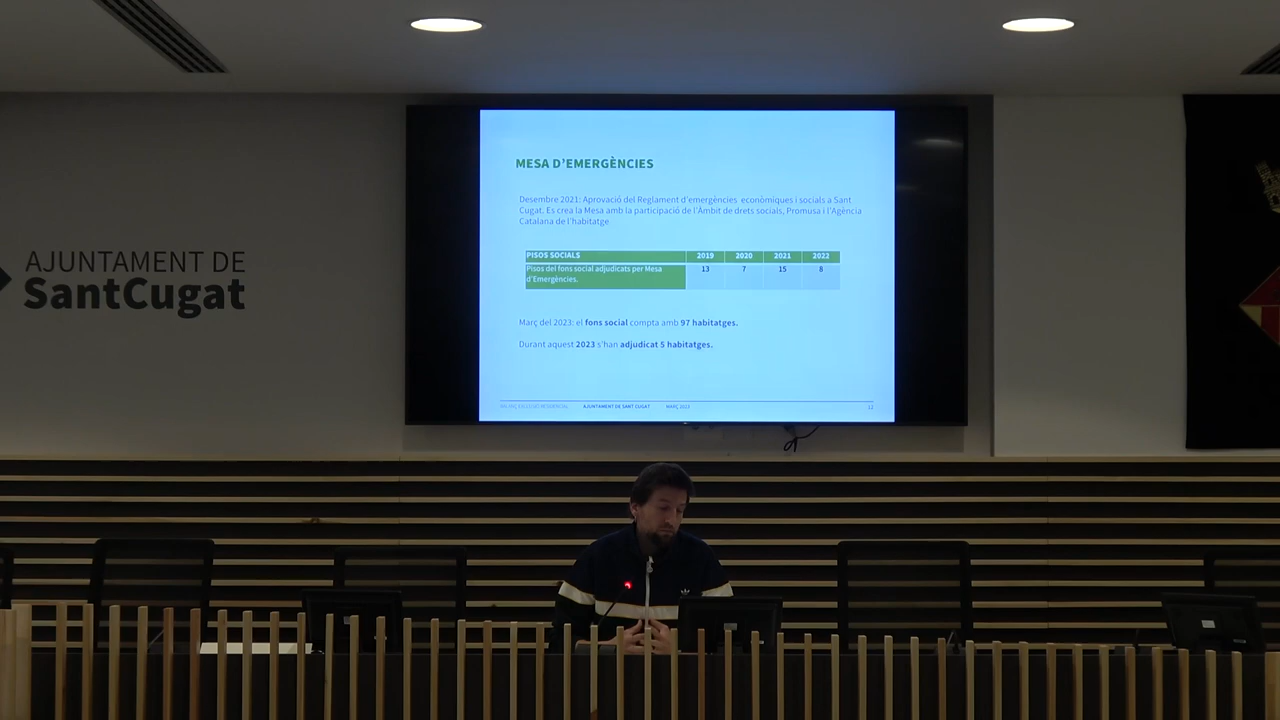 AJUNTAMENT DE
SantCugat
MESA D'EMERGÈNCIES
Desembre 2021: Aprovació del Reglament d'emergències econòmiques i socials a Sant
Cugat. Es crea la Mesa amb la participació de l'Àmbit de drets socials, Promusa i l'Agència
Catalana de l'habitatge
PISOS SOCIALS 2019 2020 2021 2022
Pisos del fons social adjudicats per Mesa 13 7 15 8
d'Emergències.
Març del 2023: el fons social compta amb 97 habitatges.
Durant aquest 2023 s'han adjudicat 5 habitatges.
AJUNTAMENT DE SANT CUGAT MARÇ 2023 12